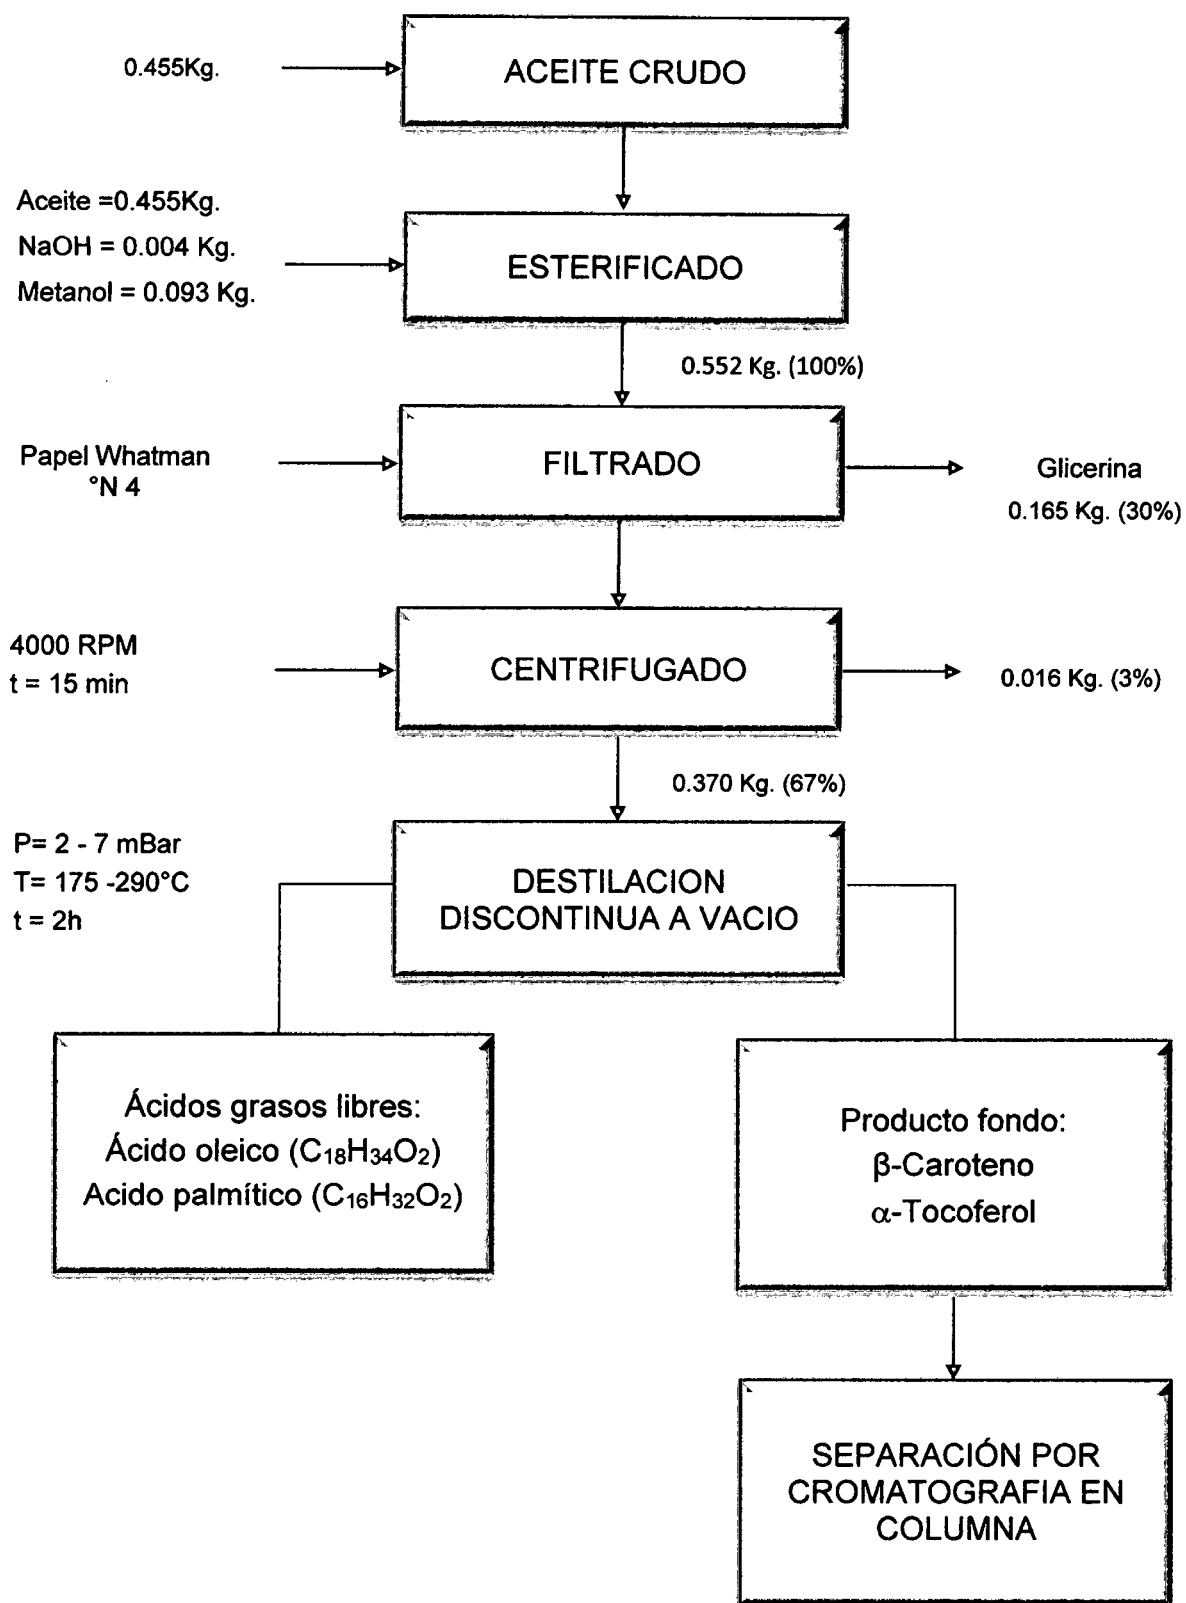 0.455Kg.
ACEITE CRUDO
Aceite =0.455Kg.
NaOH = 0.004 Kg.
Metanol = 0.093 Kg.
ESTERIFICADO
0.552 Kg. (100%)
Papel Whatman
°N 4
FILTRADO
Glicerina
0.165 Kg. (30%)
4000 RPM
t = 15 min
CENTRIFUGADO
0.016 Kg. (3%)
0.370 Kg. (67%)
P= 2 - 7 mBar
T= 175 -290°C
t = 2h
DESTILACION
DISCONTINUA A VACIO
Ácidos grasos libres:
Ácido oleico (C₁₈H₃₄O₂)
Acido palmítico (C₁₆H₃₂O₂)
Producto fondo:
β-Caroteno
α-Tocoferol
SEPARACIÓN POR
CROMATOGRAFIA EN
COLUMNA